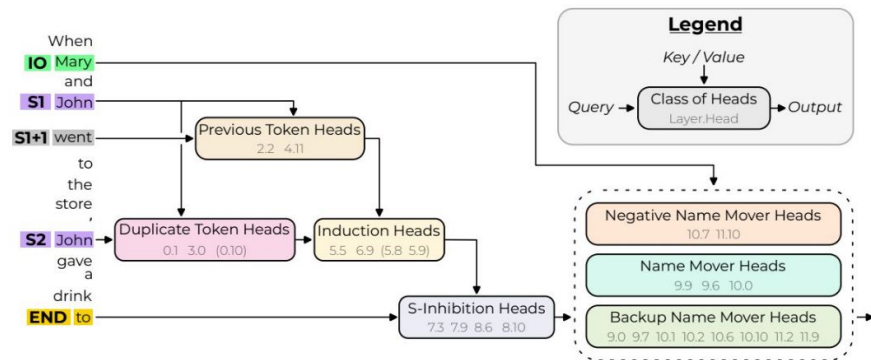 When
IO Mary
and
S1 John
S1+1 went
to
the
store
,
S2 John
gave
a
drink
END to
Previous Token Heads
2.2 4.11
Duplicate Token Heads
0.1 3.0 (0.10)
Induction Heads
5.5 6.9 (5.8 5.9)
S-Inhibition Heads
7.3 7.9 8.6 8.10
Legend
Key / Value
Query
Class of Heads
Layer.Head
Output
Negative Name Mover Heads
10.7 11.10
Name Mover Heads
9.9 9.6 10.0
Backup Name Mover Heads
9.0 9.7 10.1 10.2 10.6 10.10 11.2 11.9